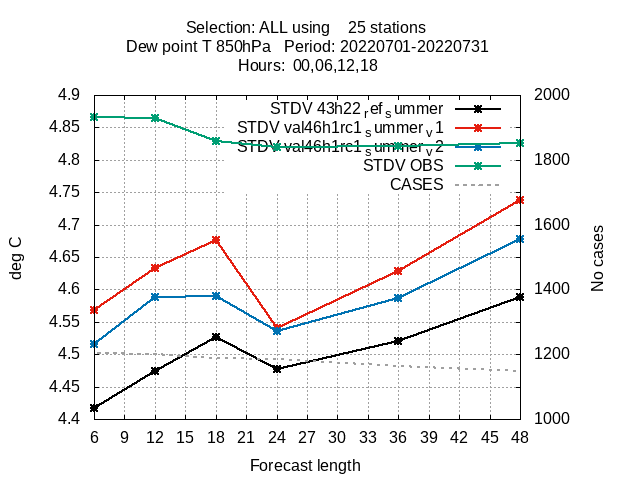 Selection: ALL using 25 stations
Dew point T 850hPa Period: 20220701-20220731
Hours: 00,06,12,18
4.9 2000
STDV 43h22refsummer
4.85 STDV val46h1rc1summerv1
STDV val46h1rc1summerv2
4.8 STDV OBS 1800
CASES
4.75
4.7 1600
4.65
deg C No cases
4.6 1400
4.55
4.5 1200
4.45
4.4 1000
6 9 12 15 18 21 24 27 30 33 36 39 42 45 48
Forecast length